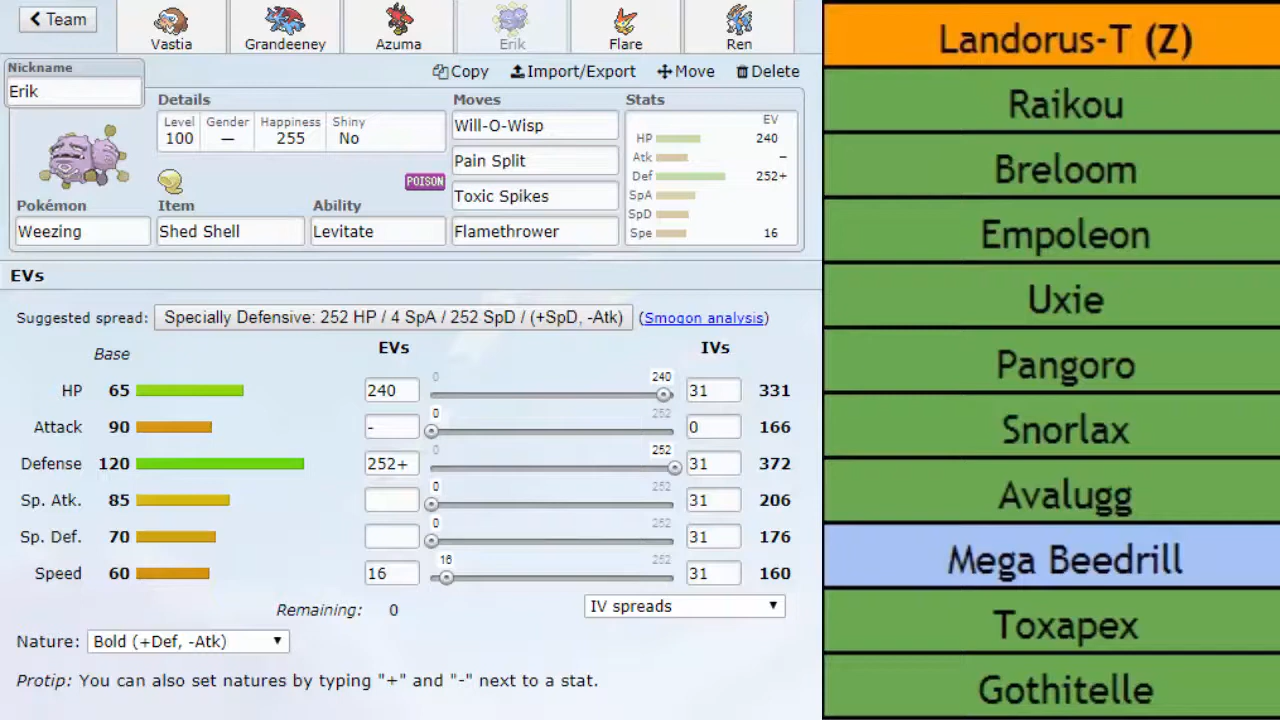 Team
Vastia
Grandeeney
Azuma
Erik
Flare
Ren
Copy Import/Export Move Delete
Nickname
Erik
Details
Level Gender Happiness Shiny
100 — 255 No
POISON
Pokémon Item Ability
Weezing Shed Shell Levitate
Moves
Will-O-Wisp
Pain Split
Toxic Spikes
Flamethrower
Stats
EV
HP 240
Atk –
Def 252+
SpA
SpD
Spe 16
EVs
Suggested spread: Specially Defensive: 252 HP / 4 SpA / 252 SpD / (+SpD, -Atk) (Smogon analysis)
Base EVs IVs
HP 65 240 0 240 31 331
Attack 90 - 0 252 0 166
Defense 120 252+ 0 252 31 372
Sp. Atk. 85 0 252 31 206
Sp. Def. 70 0 252 31 176
Speed 60 16 16 252 31 160
Remaining: 0
IV spreads
Nature: Bold (+Def, -Atk)
Protip: You can also set natures by typing "+" and "-" next to a stat.
Landorus-T (Z)
Raikou
Breloom
Empoleon
Uxie
Pangoro
Snorlax
Avalugg
Mega Beedrill
Toxapex
Gothitelle